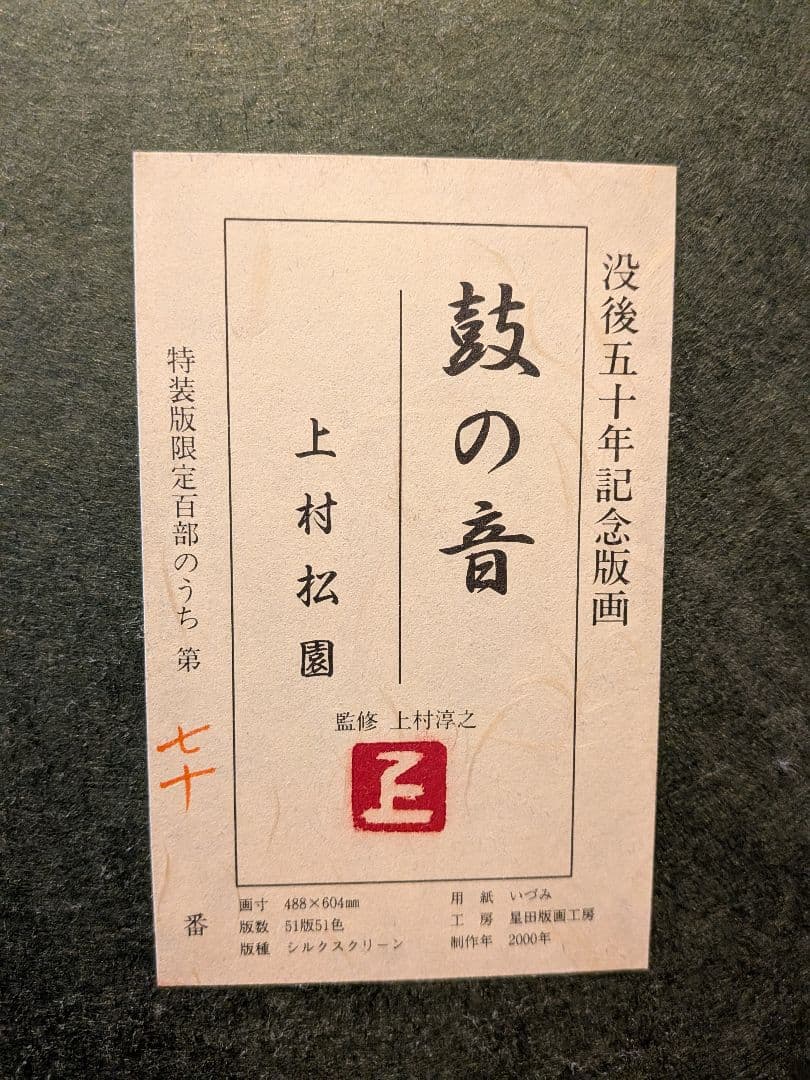 没後五十年記念版画
鼓の音
上村松園
監修 上村淳之
特装版限定百部のうち 第 七十 番
画寸 488×604㎜
版数 51版51色
版種 シルクスクリーン
用紙 いづみ
工房 星田版画工房
制作年 2000年